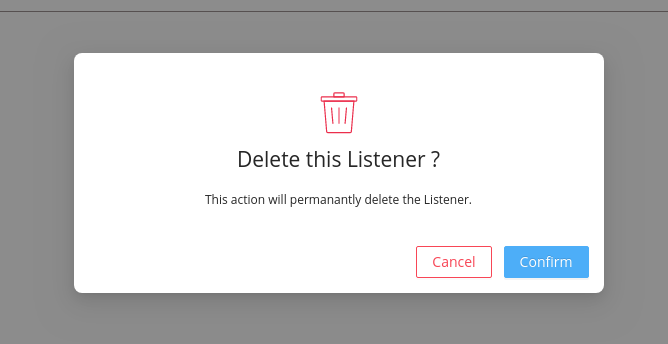 Delete this Listener ?
This action will permanantly delete the Listener.
Cancel Confirm